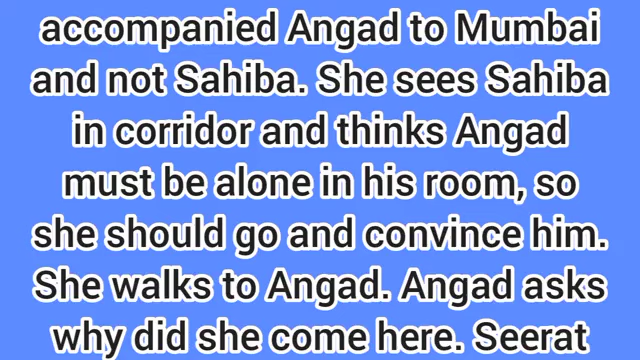 accompanied Angad to Mumbai
and not Sahiba. She sees Sahiba
in corridor and thinks Angad
must be alone in his room, so
she should go and convince him.
She walks to Angad. Angad asks
why did she come here. Seerat